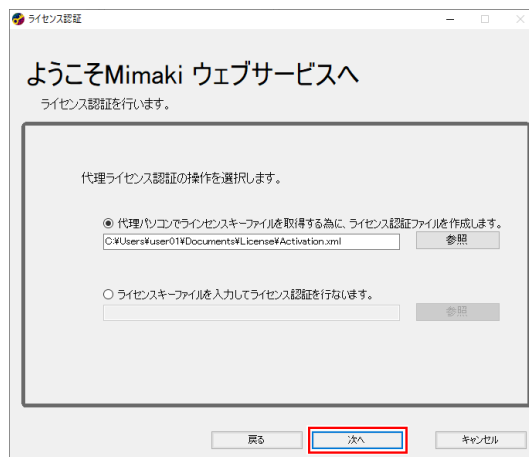 ライセンス認証
ようこそMimaki ウェブサービスへ
ライセンス認証を行います。
代理ライセンス認証の操作を選択します。
代理パソコンでラインセンスキーファイルを取得する為に、ライセンス認証ファイルを作成します。
C:¥Users¥user01¥Documents¥License¥Activation.xml
参照
ライセンスキーファイルを入力してライセンス認証を行ないます。
参照
戻る
次へ
キャンセル